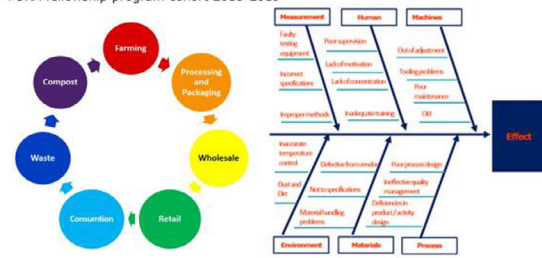 Farming
Processing
and
Packaging
Wholesale
Retail
Consumtion
Waste
Compost
Measurement
Human
Machines
Faulty
testing
equipment
Incorrect
specifications
Improper methods
Poor supervision
Lack of motivation
Lack of concentration
Inadequate training
Out of adjustment
Tooling problems
Poor
maintenance
Old
Effect
Inaccurate
temperature
control
Dust and
Dirt
Defective from vendor
Not to specifications
Material handling
problems
Poor process design
Ineffective quality
management
Deficiencies in
product / activity
design
Environment
Materials
Process